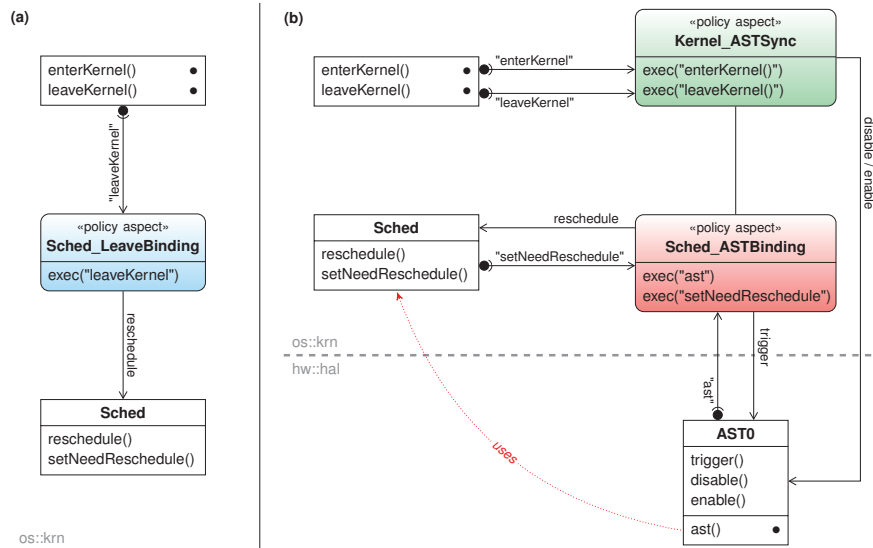 (a)
enterKernel()
leaveKernel()
"leaveKernel"
«policy aspect»
Sched_LeaveBinding
exec("leaveKernel")
reschedule
Sched
reschedule()
setNeedReschedule()
os::krn
(b)
enterKernel()
leaveKernel()
"enterKernel"
"leaveKernel"
«policy aspect»
Kernel_ASTSync
exec("enterKernel()")
exec("leaveKernel()")
disable / enable
Sched
reschedule()
setNeedReschedule()
reschedule
"setNeedReschedule"
«policy aspect»
Sched_ASTBinding
exec("ast")
exec("setNeedReschedule")
os::krn
hw::hal
trigger
"ast"
uses
AST0
trigger()
disable()
enable()
ast()